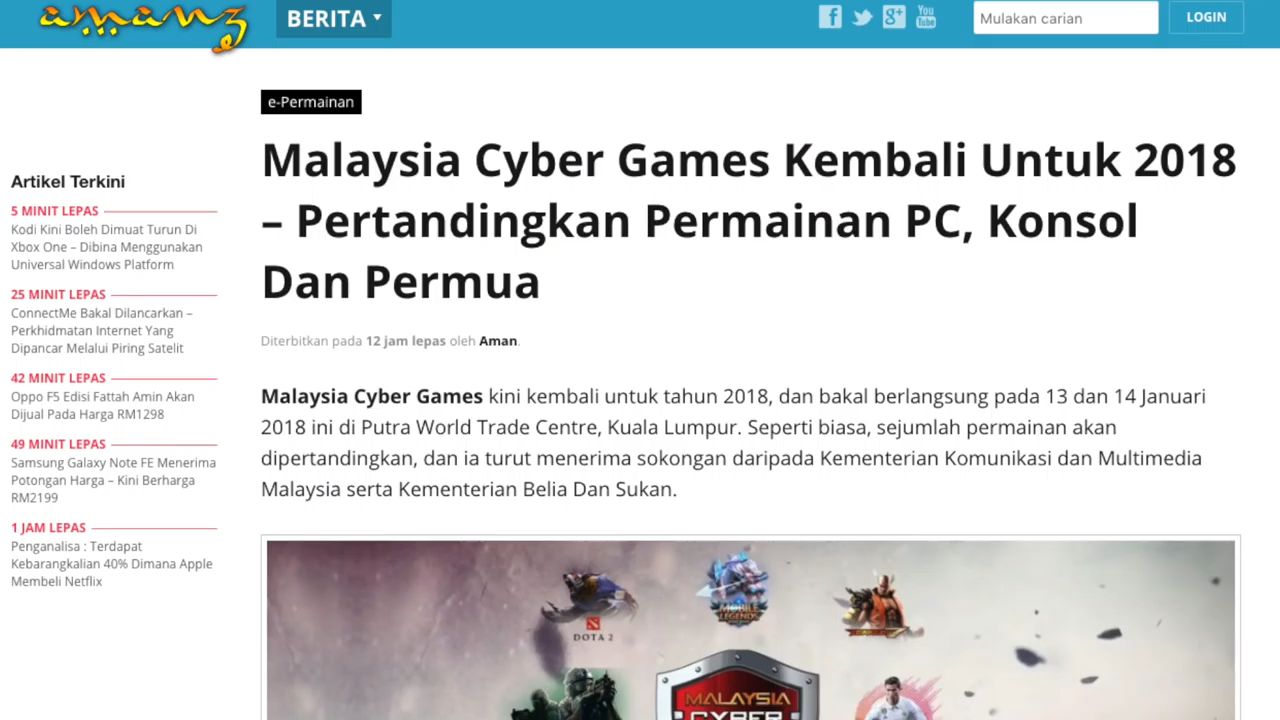 amanz
BERITA
Mulakan carian
LOGIN
e-Permainan
Malaysia Cyber Games Kembali Untuk 2018
– Pertandingkan Permainan PC, Konsol
Dan Permua
Diterbitkan pada 12 jam lepas oleh Aman.
Artikel Terkini
5 MINIT LEPAS
Kodi Kini Boleh Dimuat Turun Di
Xbox One – Dibina Menggunakan
Universal Windows Platform
25 MINIT LEPAS
ConnectMe Bakal Dilancarkan –
Perkhidmatan Internet Yang
Dipancar Melalui Piring Satelit
42 MINIT LEPAS
Oppo F5 Edisi Fattah Amin Akan
Dijual Pada Harga RM1298
49 MINIT LEPAS
Samsung Galaxy Note FE Menerima
Potongan Harga – Kini Berharga
RM2199
1 JAM LEPAS
Penganalisa : Terdapat
Kebarangkalian 40% Dimana Apple
Membeli Netflix
Malaysia Cyber Games kini kembali untuk tahun 2018, dan bakal berlangsung pada 13 dan 14 Januari
2018 ini di Putra World Trade Centre, Kuala Lumpur. Seperti biasa, sejumlah permainan akan
dipertandingkan, dan ia turut menerima sokongan daripada Kementerian Komunikasi dan Multimedia
Malaysia serta Kementerian Belia Dan Sukan.
DOTA 2
MOBILE
LEGENDS
MALAYSIA
CYBER